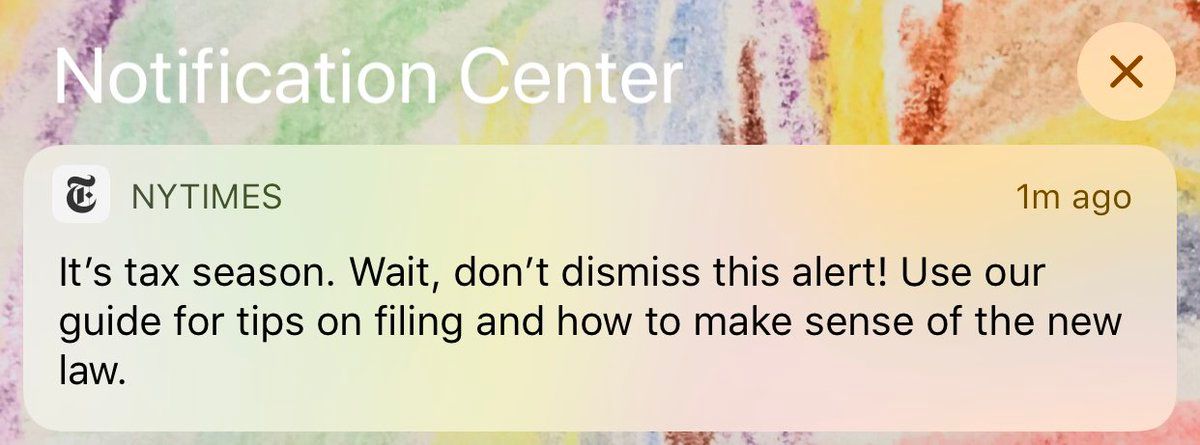 Notification Center
NYTIMES
1m ago
It’s tax season. Wait, don’t dismiss this alert! Use our
guide for tips on filing and how to make sense of the new
law.